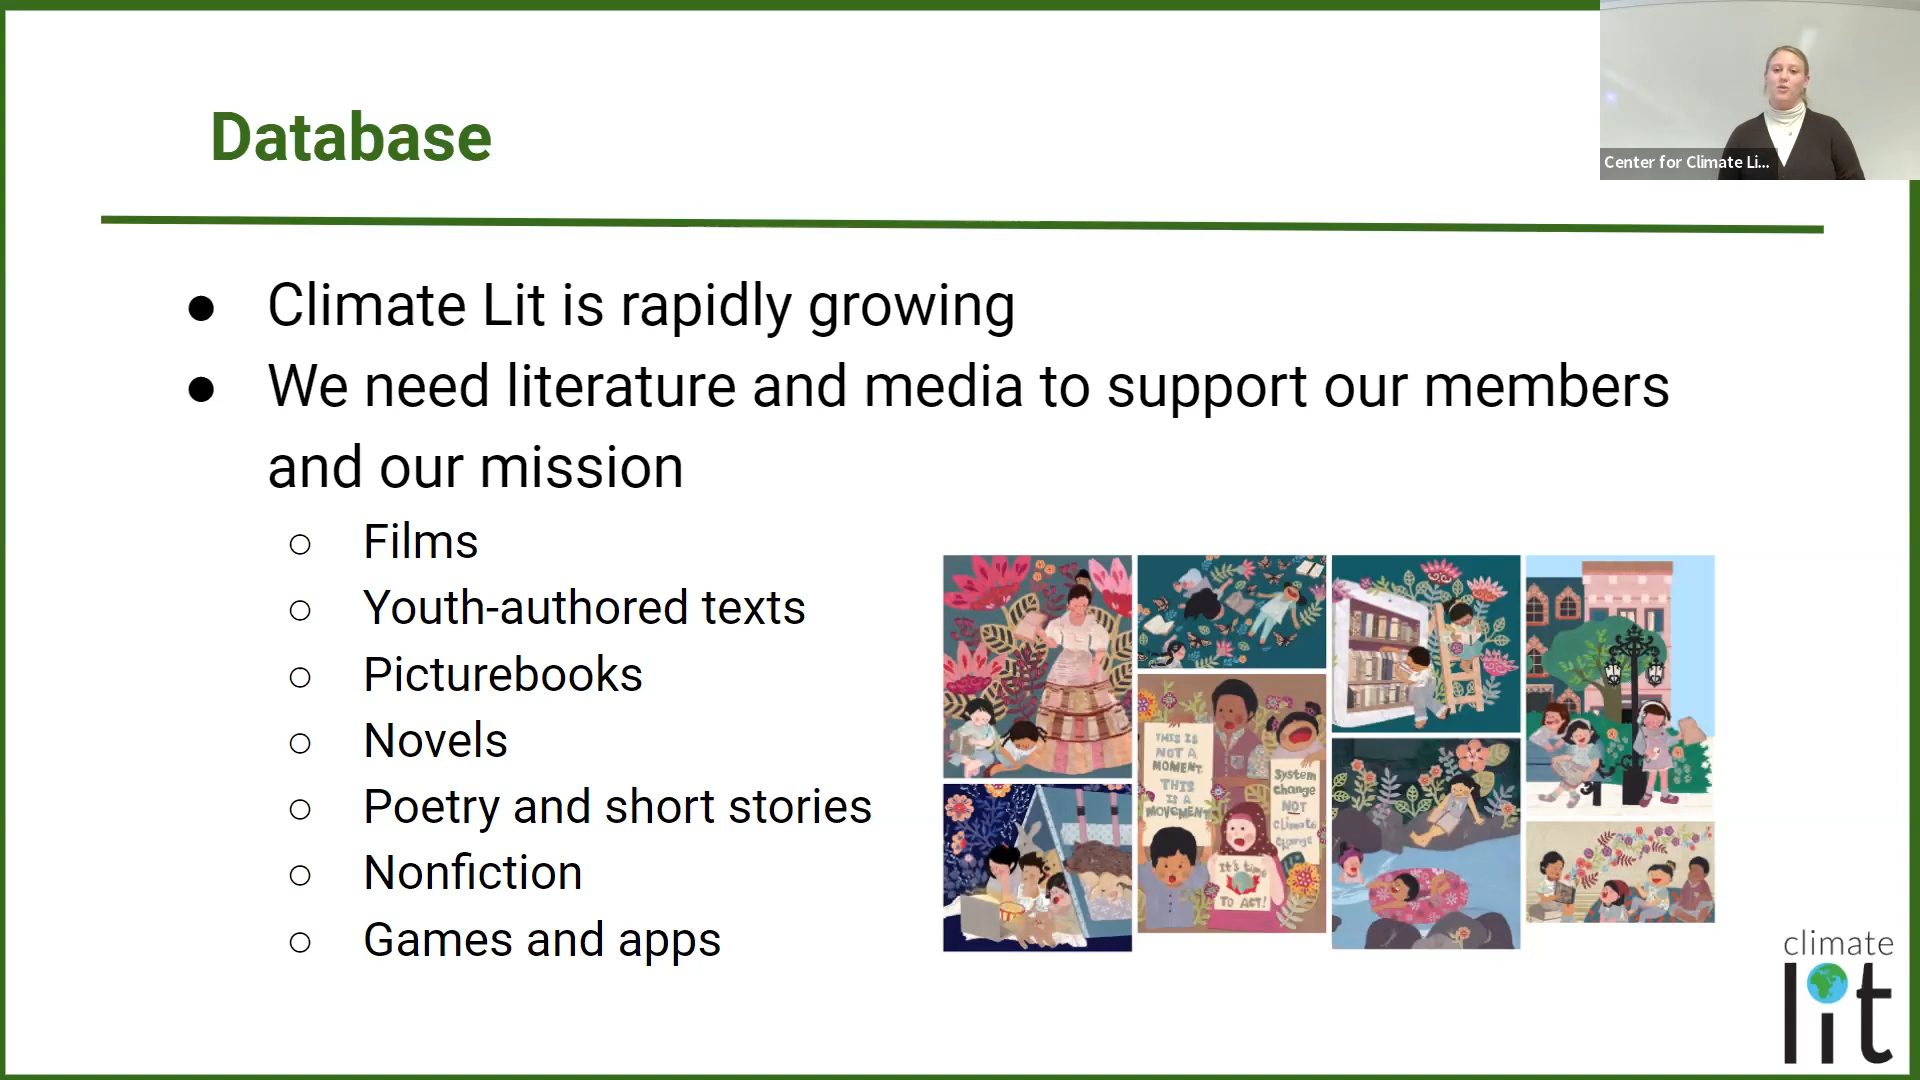 Database
Center for Climate Li...
● Climate Lit is rapidly growing
● We need literature and media to support our members
and our mission
○ Films
○ Youth-authored texts
○ Picturebooks
○ Novels
○ Poetry and short stories
○ Nonfiction
○ Games and apps
THIS IS
NOT A
MOMENT
THIS
IS A
MOVEMENT
System
change
NOT
climate
change
It's time
TO ACT!
climate
lit